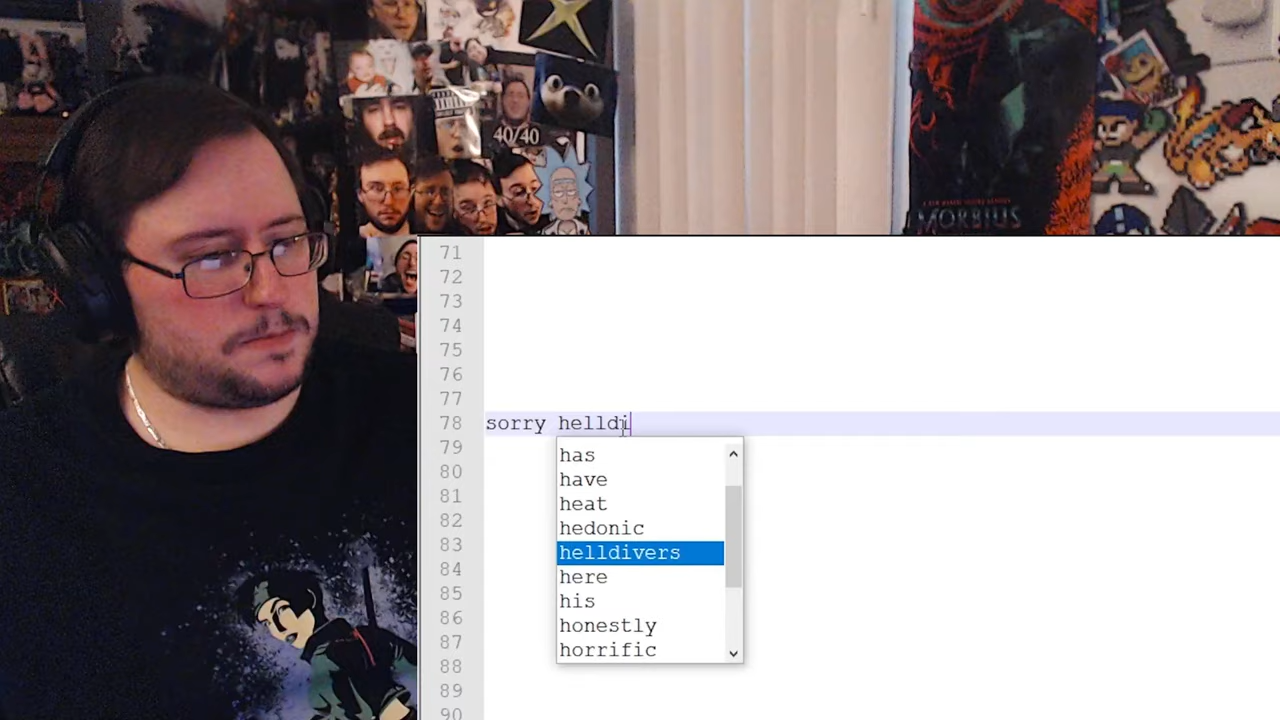 40/40
MORBIUS
71
72
73
74
75
76
77
78 sorry helldi
79
80
81
82
83
84
85
86
87
88
89
90
has
have
heat
hedonic
helldivers
here
his
honestly
horrific